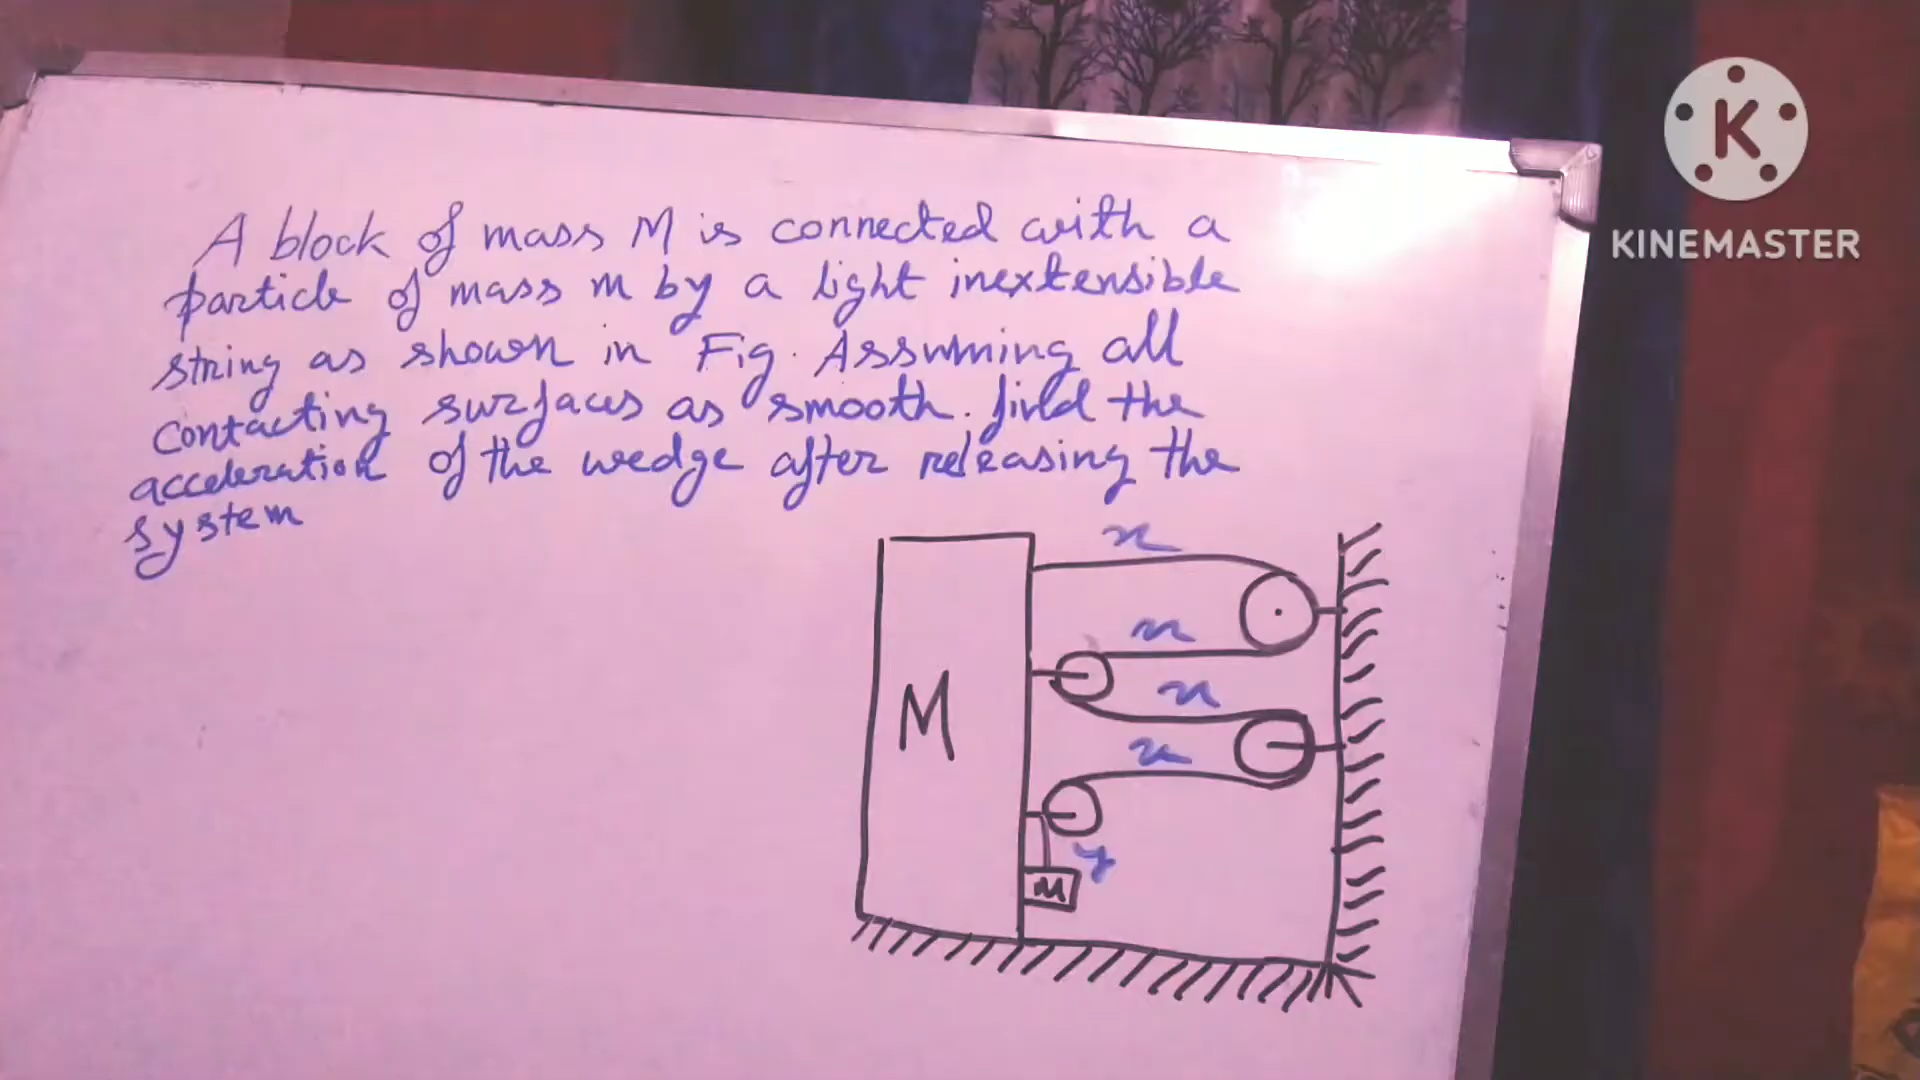 A block of mass M is connected with a
particle of mass m by a light inextensible
string as shown in Fig. Assuming all
contacting surfaces as smooth. find the
acceleration of the wedge after releasing the
system
K
KINEMASTER
x
x
x
x
M
y
M